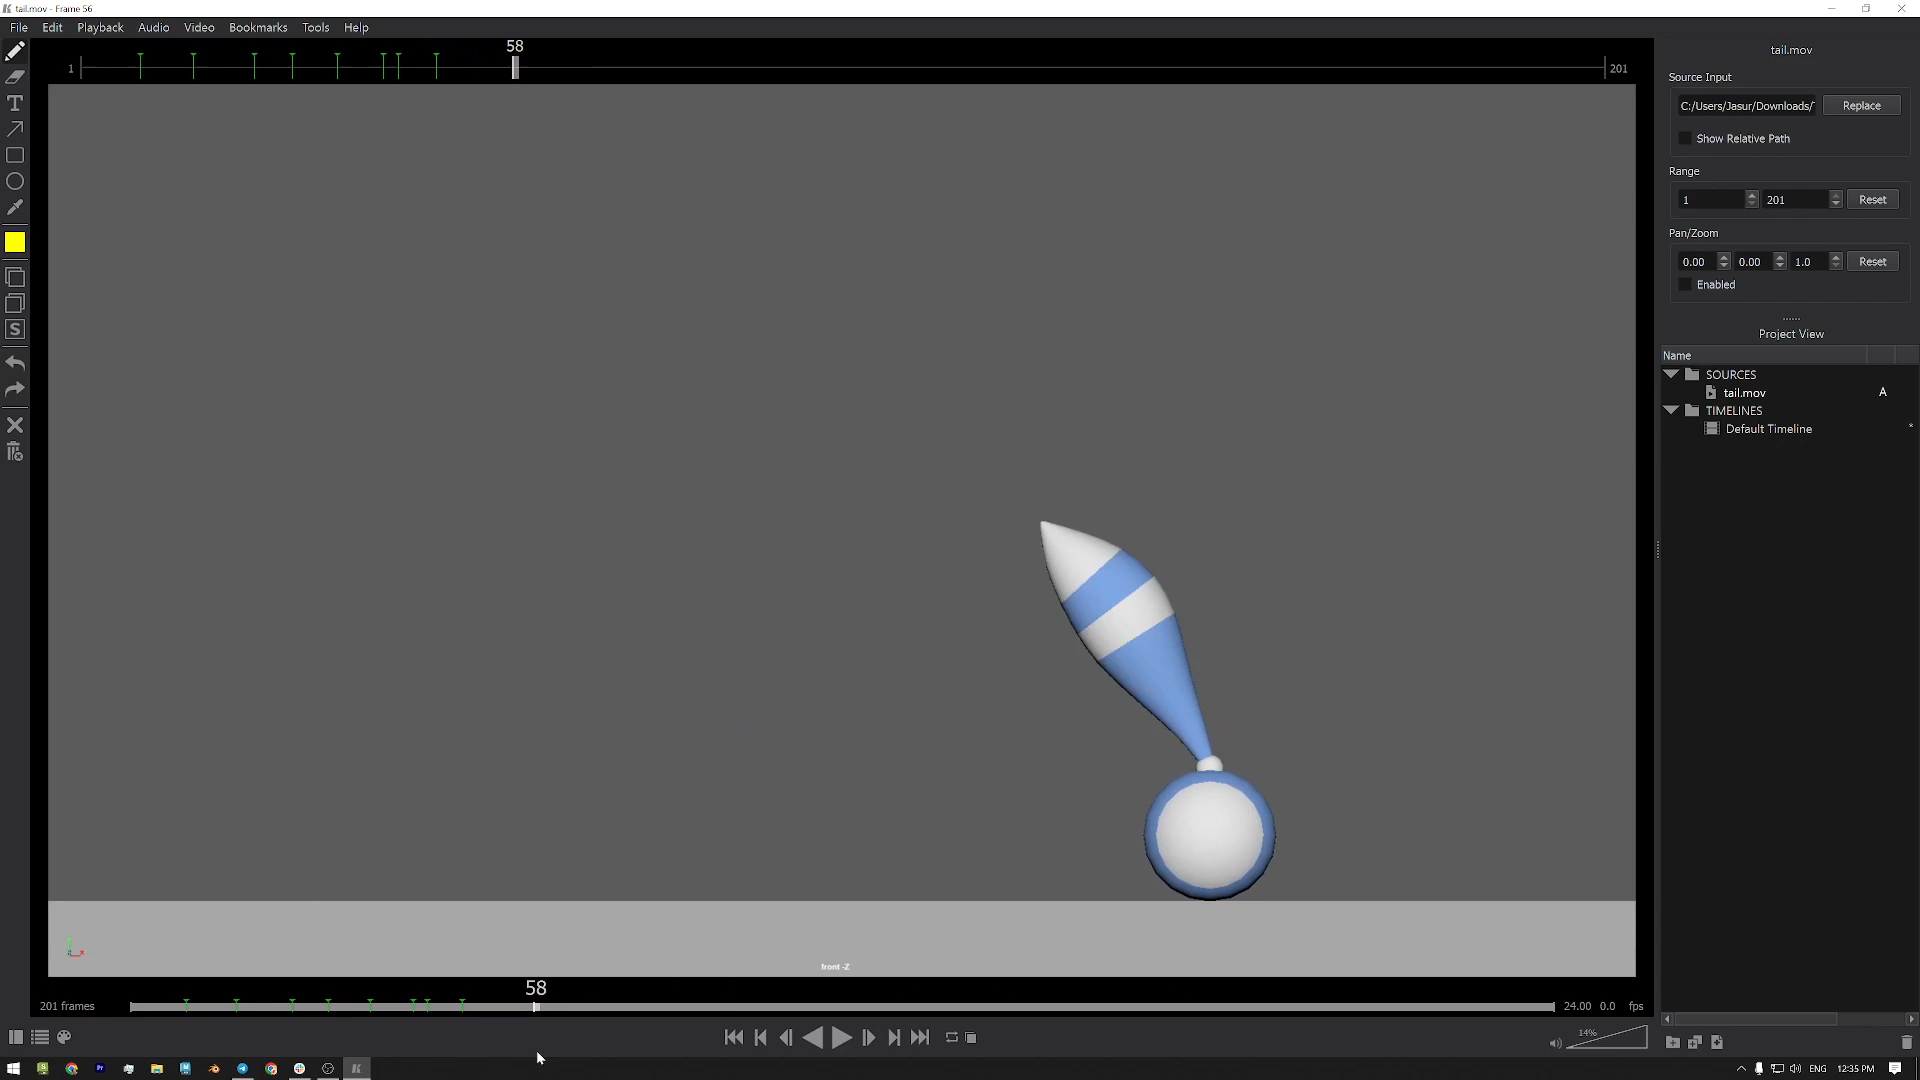 tail.mov - Frame 56
File Edit Playback Audio Video Bookmarks Tools Help
58
1
201
tail.mov
Source Input
C:/Users/Jasur/Downloads/ Replace
Show Relative Path
Range
1 201 Reset
Pan/Zoom
0.00 0.00 1.0 Reset
Enabled
Project View
Name
SOURCES
tail.mov A
TIMELINES
Default Timeline *
T
S
front -Z
58
201 frames
24.00 0.0 fps
14%
ENG 12:35 PM